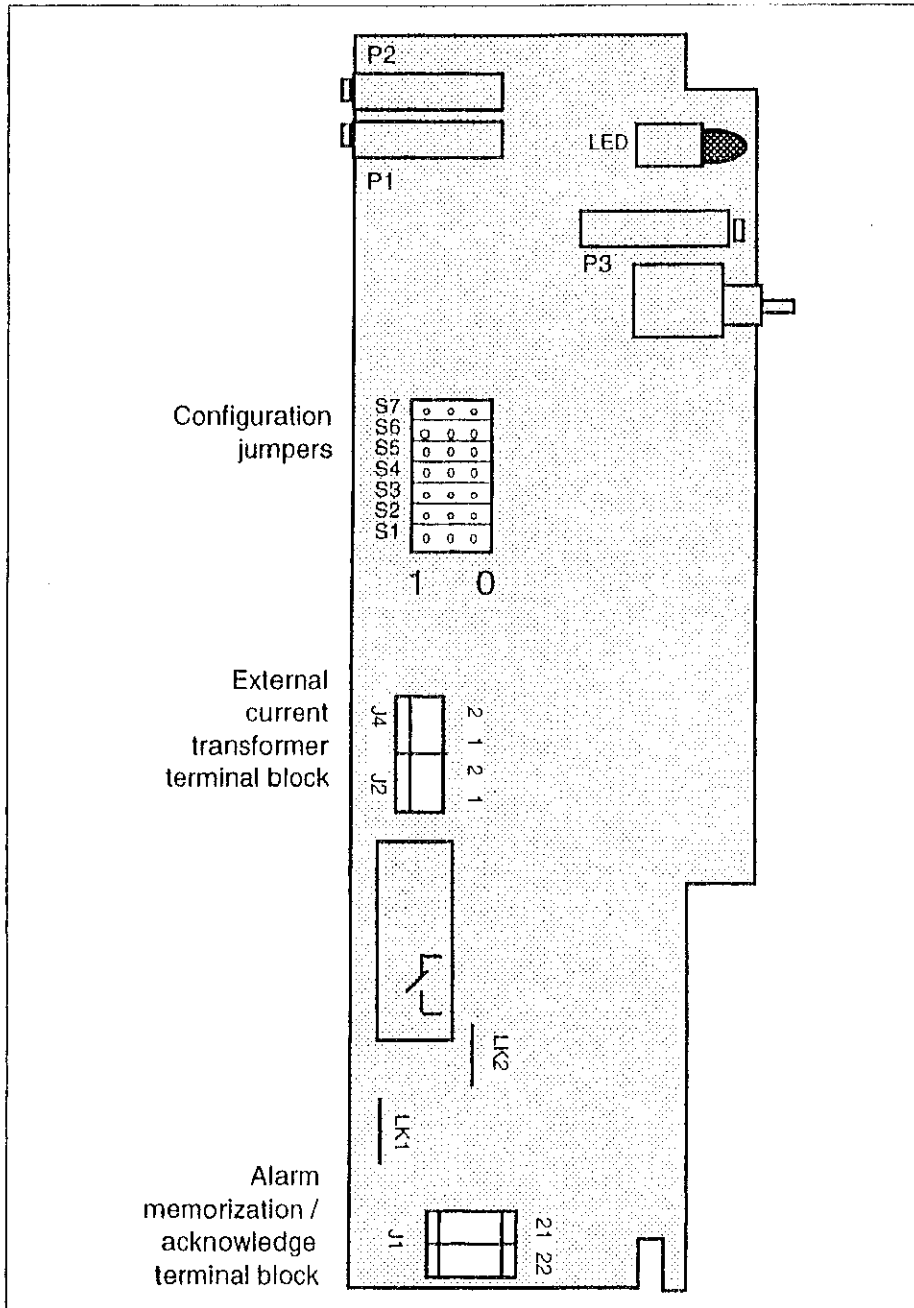 P2
LED
P1
P3
Configuration
jumpers
S7
S6
S5
S4
S3
S2
S1
1 0
External
current
transformer
terminal block
J4
J2
2
1
2
1
LK2
LK1
Alarm
memorization /
acknowledge
terminal block
J1
21
22